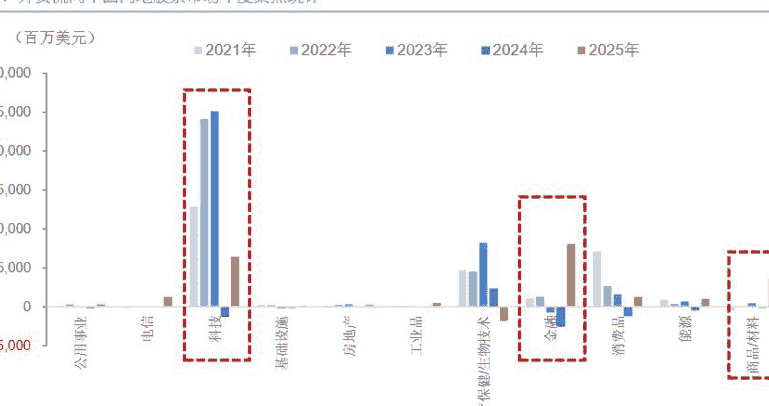 （百万美元）
2021年 2022年 2023年 2024年 2025年
0,000
5,000
0,000
5,000
0,000
5,000
0
5,000
公用事业
电信
科技
基础设施
房地产
工业品
保健/生物技术
金融
消费品
能源
商品/材料